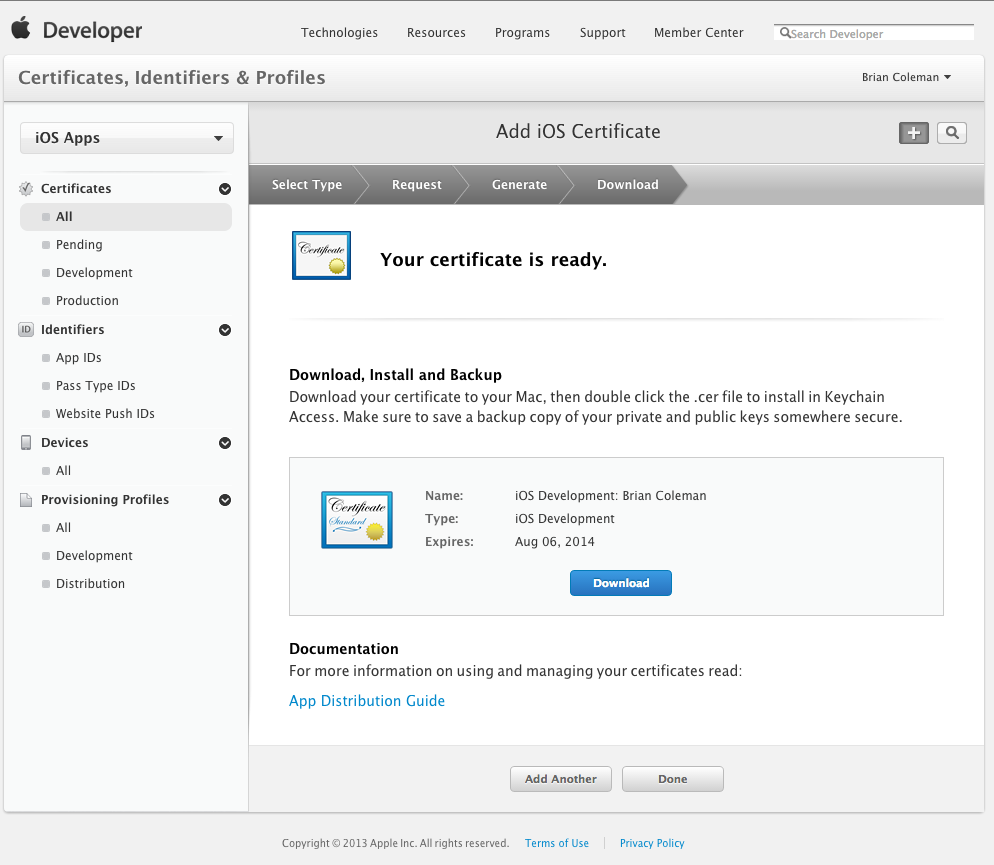 Developer
Technologies Resources Programs Support Member Center Search Developer
Certificates, Identifiers & Profiles
Brian Coleman
iOS Apps
Certificates
All
Pending
Development
Production
ID Identifiers
App IDs
Pass Type IDs
Website Push IDs
Devices
All
Provisioning Profiles
All
Development
Distribution
Add iOS Certificate
Select Type Request Generate Download
Certificate
Your certificate is ready.
Download, Install and Backup
Download your certificate to your Mac, then double click the .cer file to install in Keychain
Access. Make sure to save a backup copy of your private and public keys somewhere secure.
Certificate
Standard
Name: iOS Development: Brian Coleman
Type: iOS Development
Expires: Aug 06, 2014
Download
Documentation
For more information on using and managing your certificates read:
App Distribution Guide
Add Another Done
Copyright © 2013 Apple Inc. All rights reserved. Terms of Use Privacy Policy